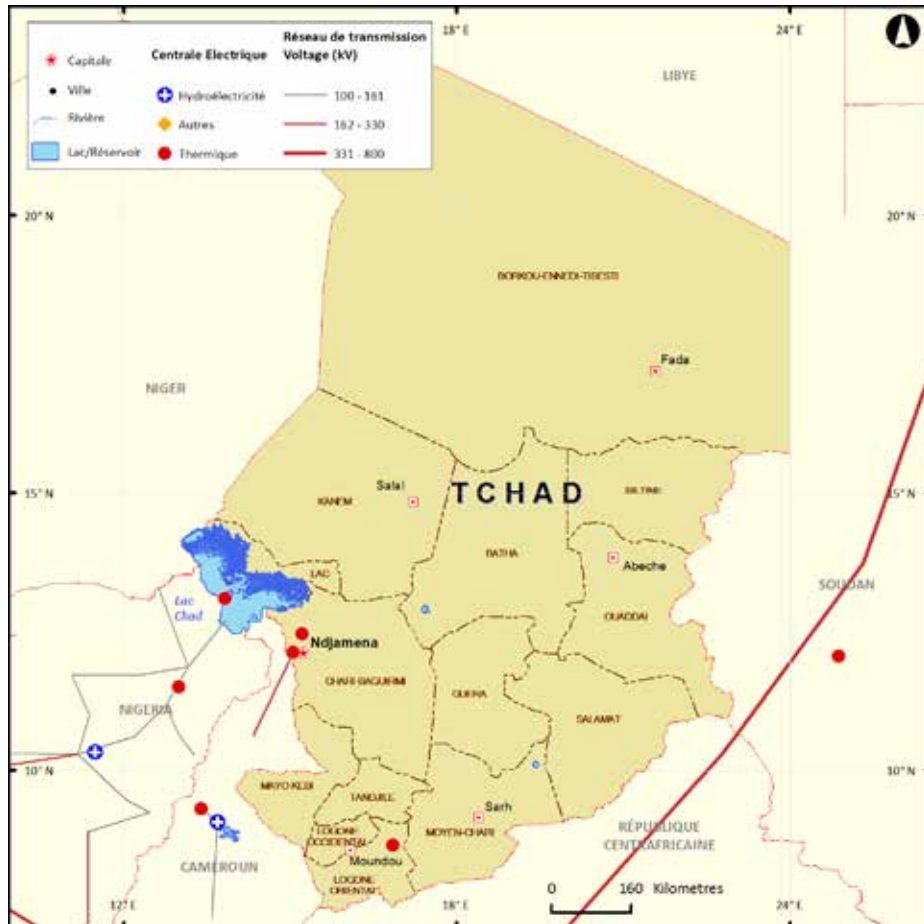 Capitale
Ville
Rivière
Lac/Réservoir
Centrale Electrique
Hydroélectricité
Autres
Thermique
Réseau de transmission
Voltage (kV)
100 - 161
162 - 330
331 - 800
18° E
24° E
LIBYE
20° N
20° N
BORKOU-ENNEDI-TIBESTI
Fada
NIGER
15° N
15° N
KANEM
Salal
TCHAD
BILTINE
BATHA
LAC
Abeche
OUADDAI
SOUDAN
Lac
Chad
Ndjamena
CHARI-BAGUIRMI
GUERA
SALAMAT
NIGERIA
10° N
10° N
MAYO-KEBI
TANDJILE
Sarh
MOYEN-CHARI
LOGONE
OCCIDENTAL
Moundou
LOGONE
ORIENTAL
CAMEROUN
RÉPUBLIQUE
CENTRAFRICAINE
0 160 Kilometres
12° E
18° E
24° E